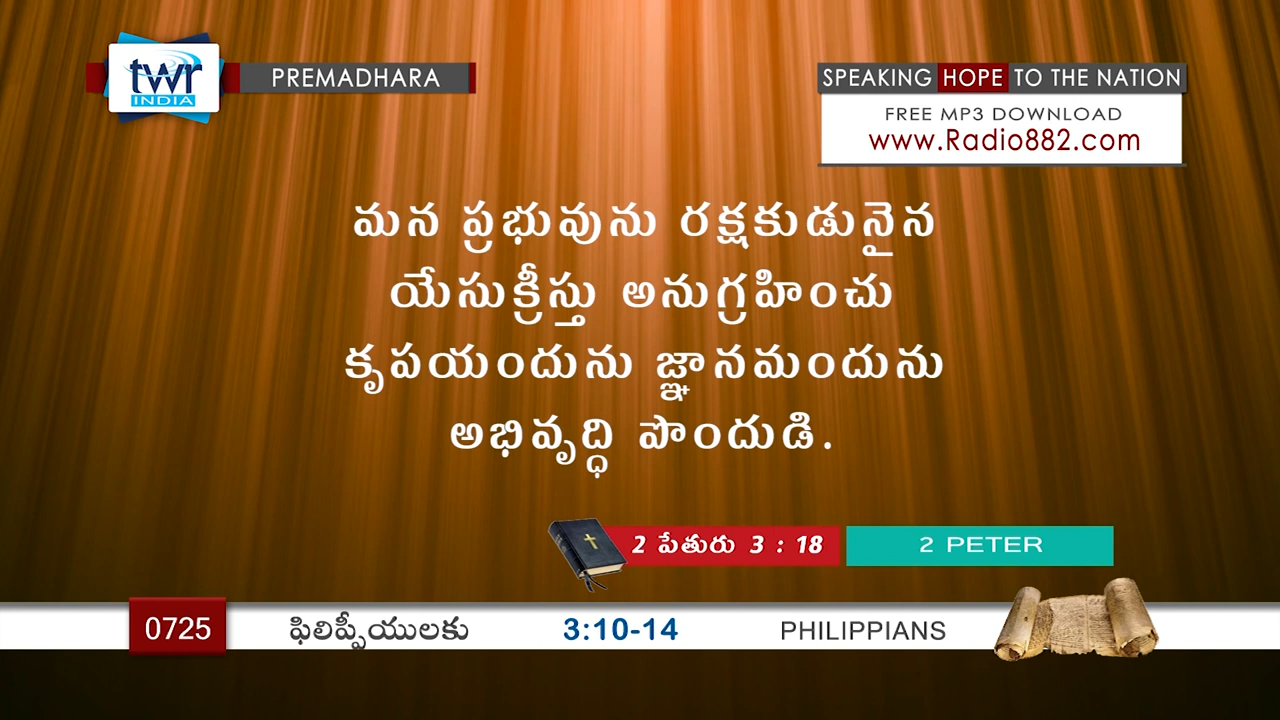 twr
INDIA
PREMADHARA
SPEAKING HOPE TO THE NATION
FREE MP3 DOWNLOAD
www.Radio882.com
మన ప్రభువును రక్షకుడునైన
యేసుక్రీస్తు అనుగ్రహించు
కృపయందును జ్ఞానమందును
అభివృద్ధి పొందుడి.
2 పేతురు 3 : 18
2 PETER
0725
ఫిలిప్పీయులకు
3:10-14
PHILIPPIANS